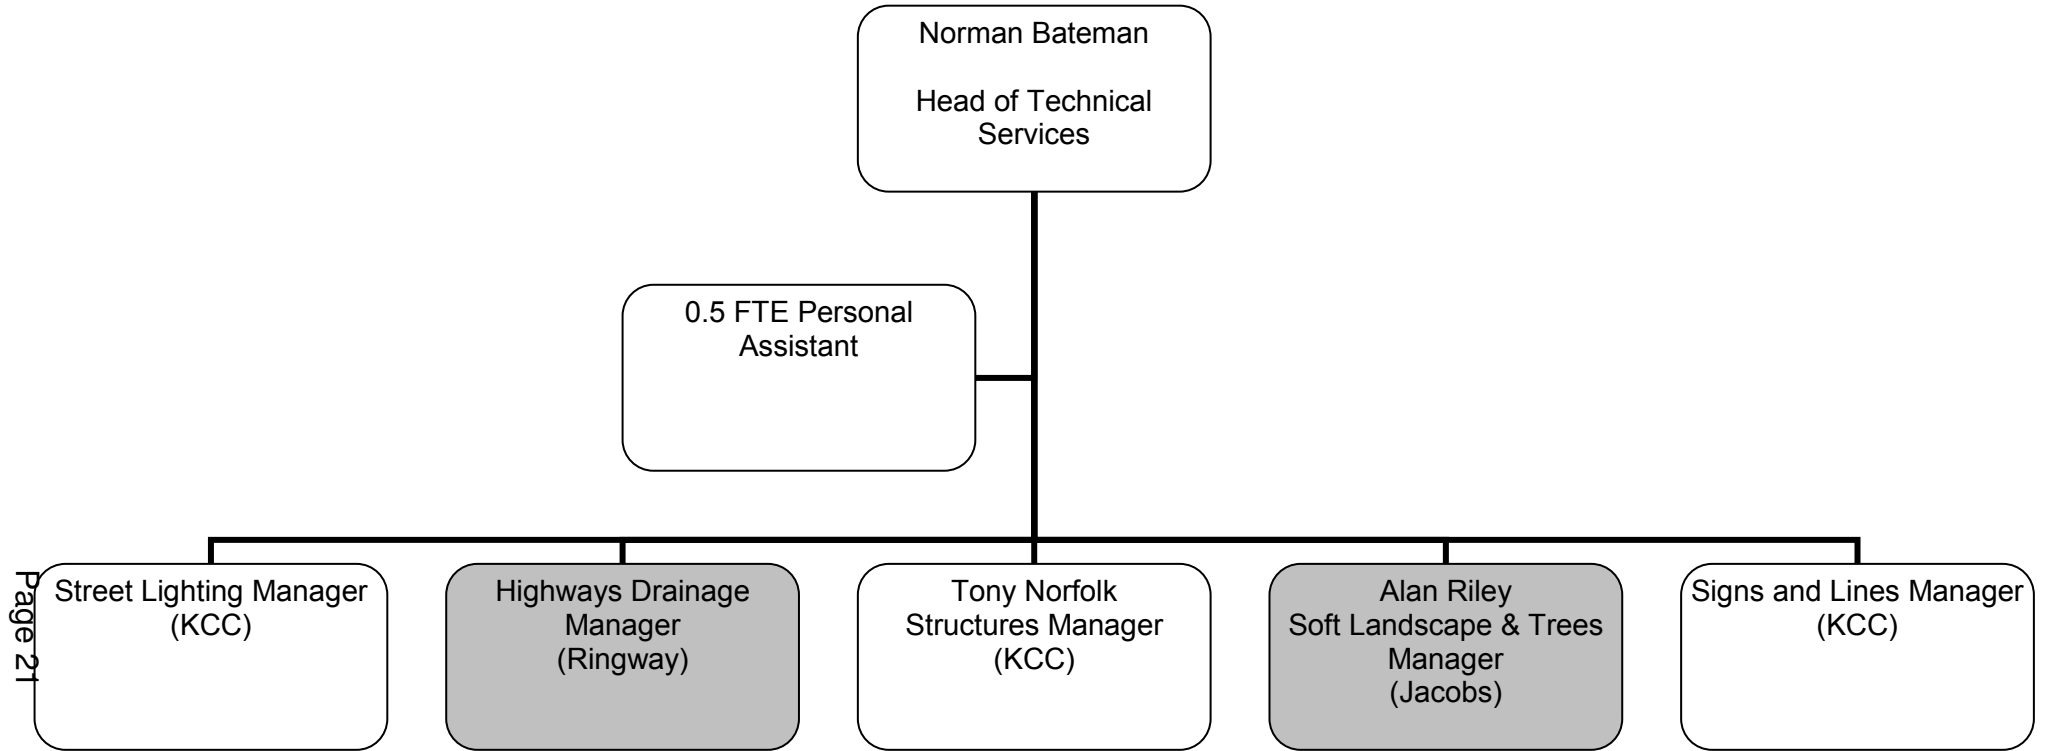 Norman Bateman
Head of Technical
Services
0.5 FTE Personal
Assistant
Street Lighting Manager
(KCC)
Highways Drainage
Manager
(Ringway)
Tony Norfolk
Structures Manager
(KCC)
Alan Riley
Soft Landscape & Trees
Manager
(Jacobs)
Signs and Lines Manager
(KCC)
Page 21